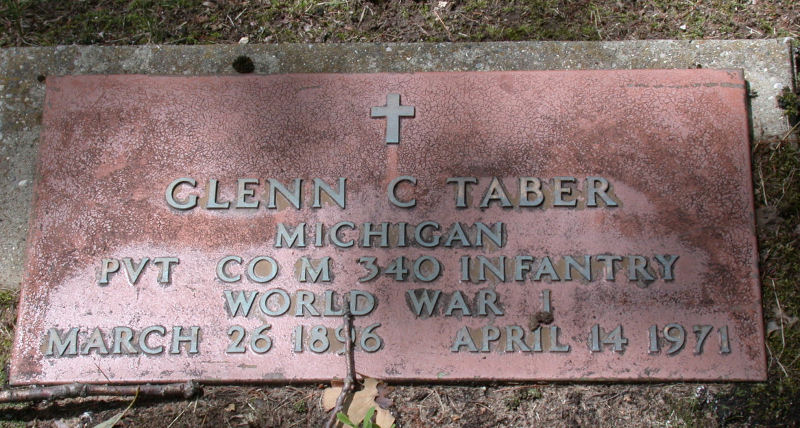 GLENN C TABER
MICHIGAN
PVT CO M 340 INFANTRY
WORLD WAR I
MARCH 26 1896 APRIL 14 1971